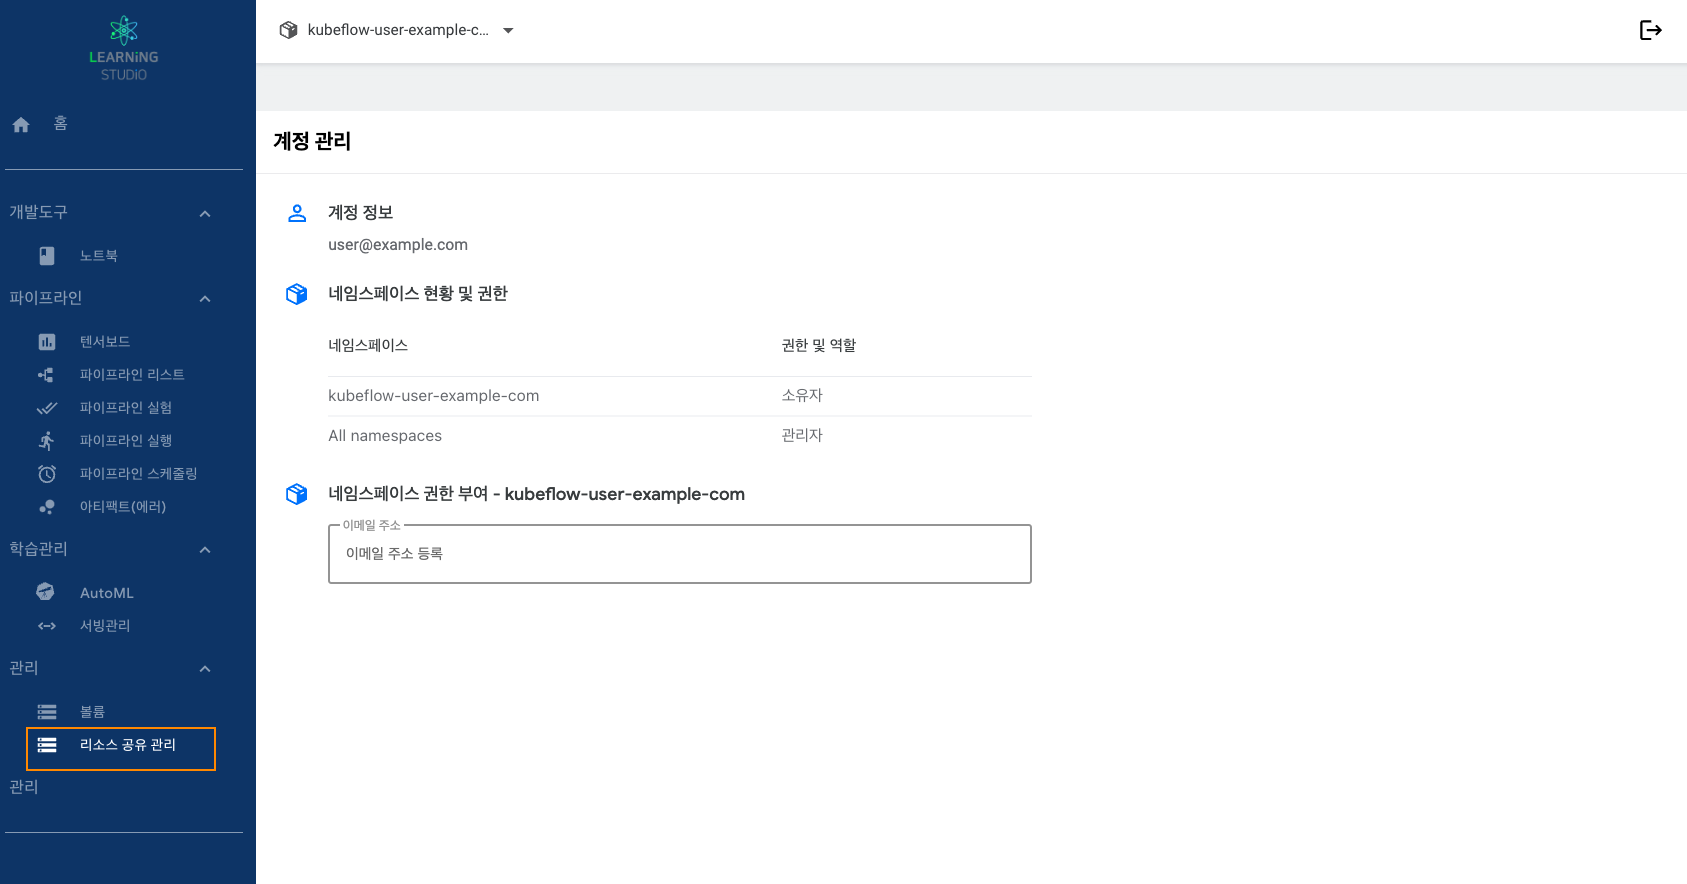 LEARNiNG
STUDiO
홈
개발도구
노트북
파이프라인
텐서보드
파이프라인 리스트
파이프라인 실험
파이프라인 실행
파이프라인 스케줄링
아티팩트(에러)
학습관리
AutoML
서빙관리
관리
볼륨
리소스 공유 관리
관리
kubeflow-user-example-c...
계정 관리
계정 정보
user@example.com
네임스페이스 현황 및 권한
네임스페이스 권한 및 역할
kubeflow-user-example-com 소유자
All namespaces 관리자
네임스페이스 권한 부여 - kubeflow-user-example-com
이메일 주소
이메일 주소 등록